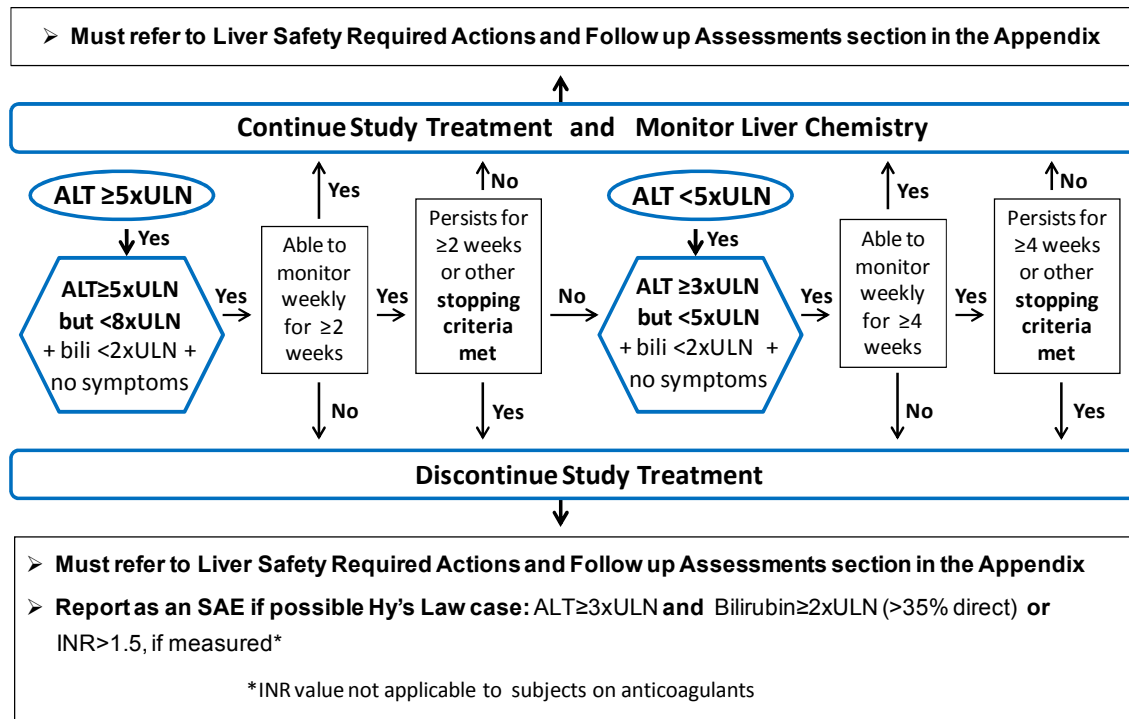 ➢ Must refer to Liver Safety Required Actions and Follow up Assessments section in the Appendix
Continue Study Treatment and Monitor Liver Chemistry
ALT ≥5xULN
Yes
ALT≥5xULN
but <8xULN
+ bili <2xULN +
no symptoms
Yes
Yes
Able to
monitor
weekly
for ≥2
weeks
No
Yes
No
Persists for
≥2 weeks
or other
stopping
criteria
met
Yes
No
ALT <5xULN
Yes
ALT ≥3xULN
but <5xULN
+ bili <2xULN +
no symptoms
Yes
Yes
Able to
monitor
weekly
for ≥4
weeks
No
Yes
No
Persists for
≥4 weeks
or other
stopping
criteria
met
Yes
Discontinue Study Treatment
➢ Must refer to Liver Safety Required Actions and Follow up Assessments section in the Appendix
➢ Report as an SAE if possible Hy's Law case: ALT≥3xULN and Bilirubin≥2xULN (>35% direct) or
INR>1.5, if measured*
*INR value not applicable to subjects on anticoagulants